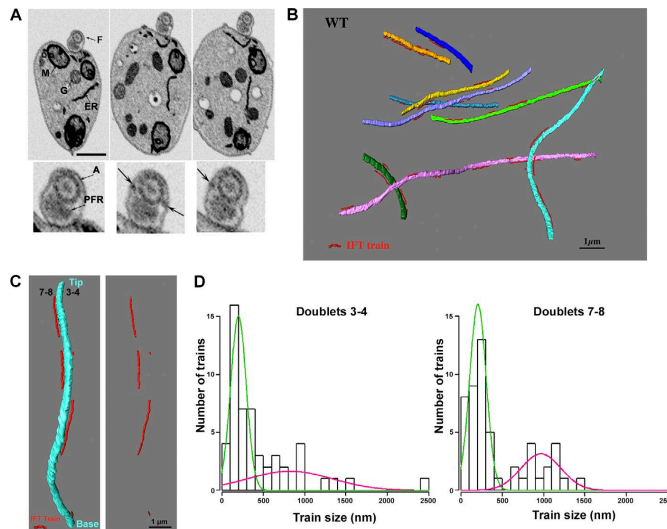 A
F
M
G
ER
A
PFR
B
WT
IFT train
1µm
C
Tip
7-8
3-4
IFT Train
Base
1 µm
D
Doublets 3-4
Number of trains
15
10
5
0
0
500
1000
1500
2000
2500
Train size (nm)
Doublets 7-8
Number of trains
15
10
5
0
0
500
1000
1500
2000
2500
Train size (nm)